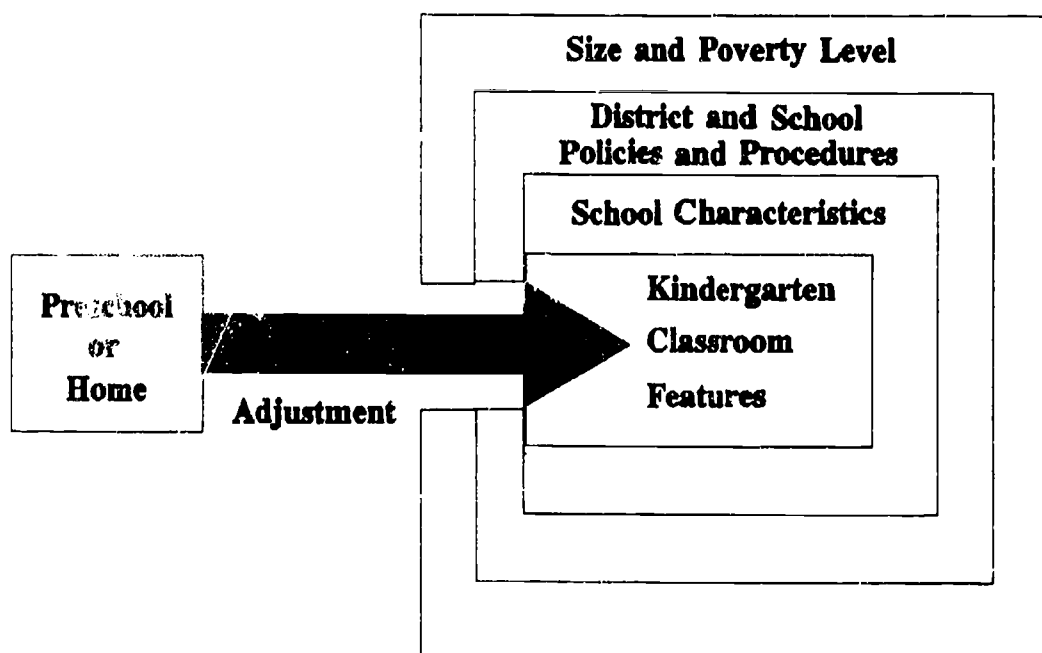 Size and Poverty Level
District and School
Policies and Procedures
School Characteristics
Kindergarten
Classroom
Features
Preschool
or
Home
Adjustment